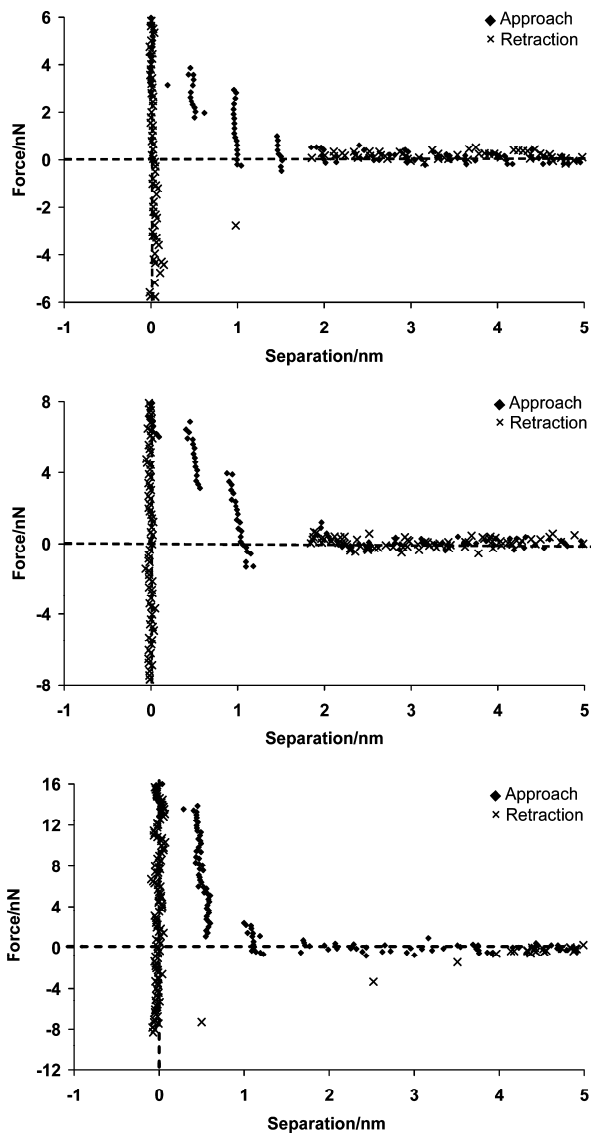 6
◆ Approach
× Retraction
4
2
0
-2
-4
-6
Force/nN
-1 0 1 2 3 4 5
Separation/nm
8
◆ Approach
× Retraction
4
0
-4
-8
Force/nN
-1 0 1 2 3 4 5
Separation/nm
16
◆ Approach
× Retraction
12
8
4
0
-4
-8
-12
Force/nN
-1 0 1 2 3 4 5
Separation/nm